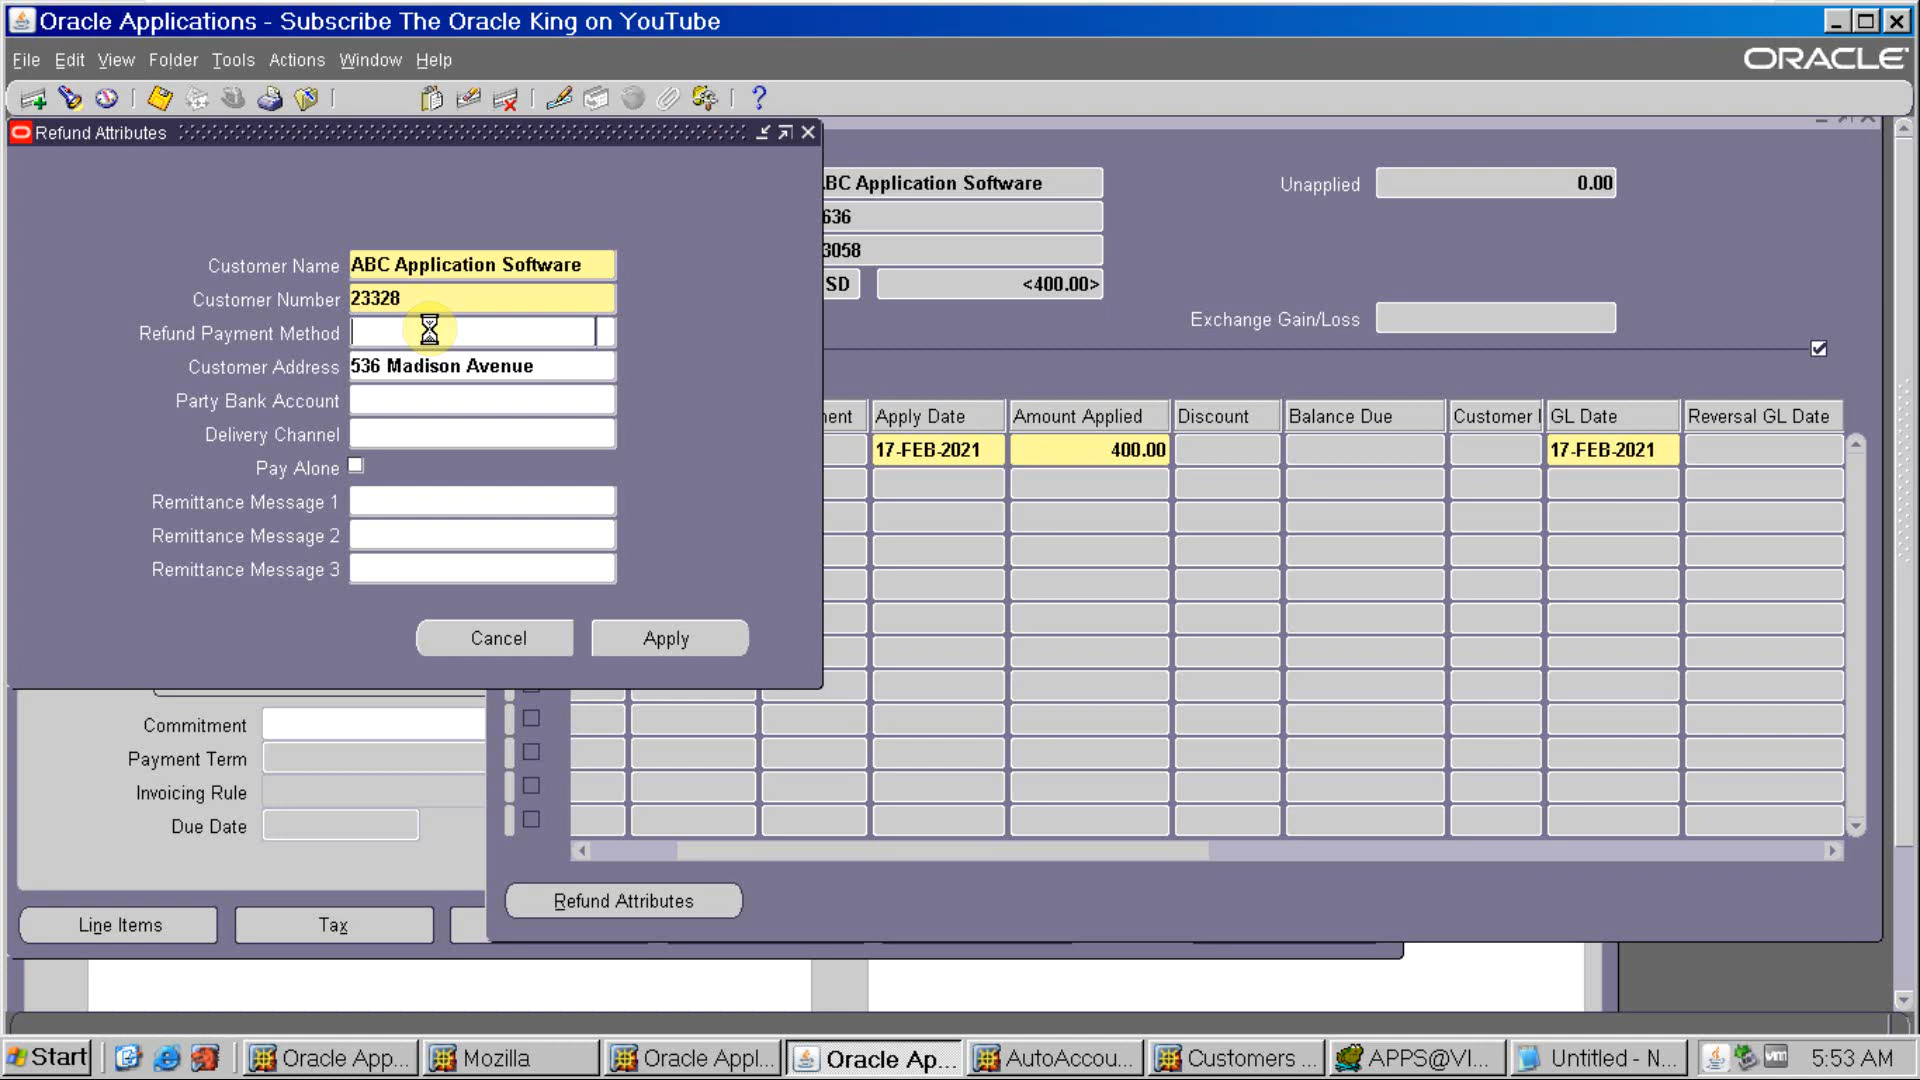 Oracle Applications - Subscribe The Oracle King on YouTube
File Edit View Folder Tools Actions Window Help
ORACLE
Refund Attributes
BC Application Software
Unapplied 0.00
636
3058
SD <400.00>
Exchange Gain/Loss
Customer Name ABC Application Software
Customer Number 23328
Refund Payment Method
Customer Address 536 Madison Avenue
Party Bank Account
Delivery Channel
Pay Alone
Remittance Message 1
Remittance Message 2
Remittance Message 3
Cancel Apply
ent Apply Date Amount Applied Discount Balance Due Customer GL Date Reversal GL Date
17-FEB-2021 400.00 17-FEB-2021
Commitment
Payment Term
Invoicing Rule
Due Date
Refund Attributes
Line Items Tax
Start Oracle App... Mozilla Oracle Appl... Oracle Ap... AutoAccou... Customers ... APPS@VI... Untitled - N... vm 5:53 AM